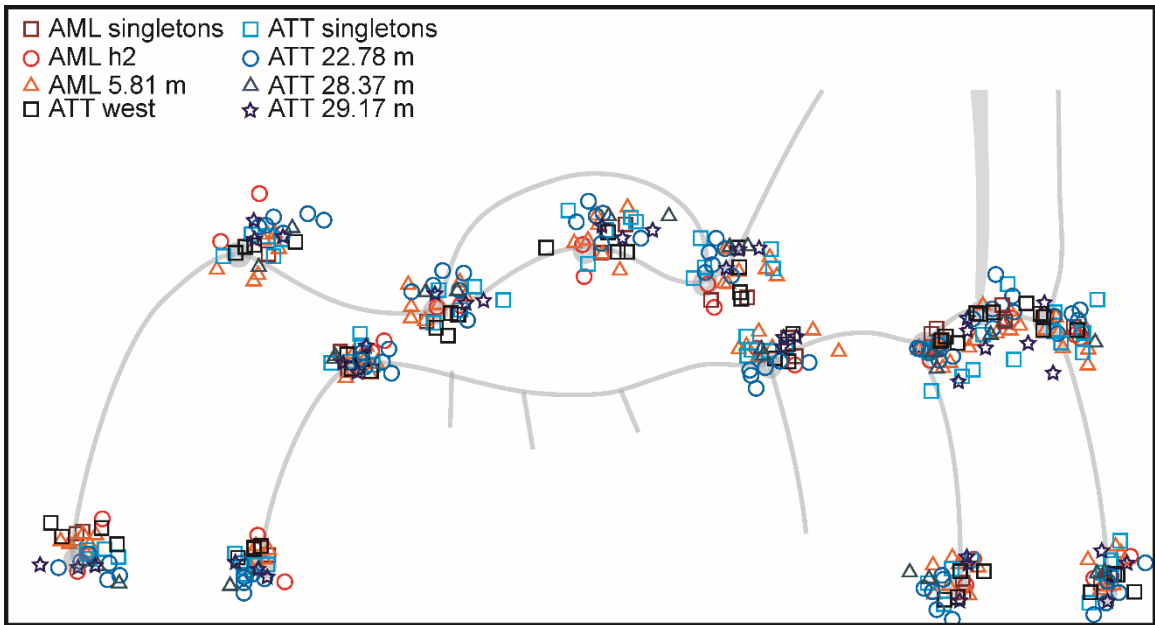 AML singletons
AML h2
AML 5.81 m
ATT west
ATT singletons
ATT 22.78 m
ATT 28.37 m
ATT 29.17 m